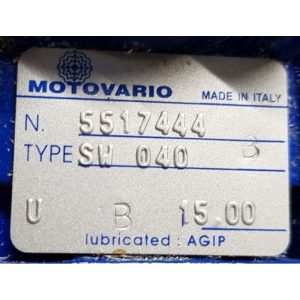 MOTOVARIO
MADE IN ITALY
N. 5517444
TYPE SW 040 B
U B 15.00
lubricated : AGIP